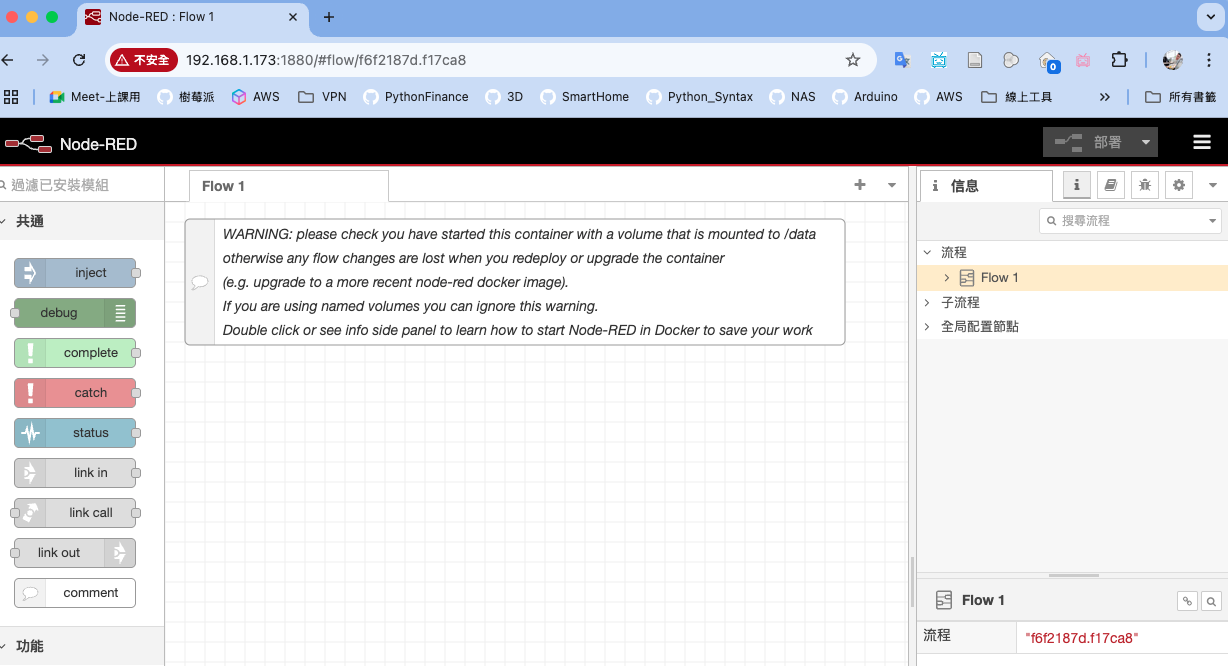 Node-RED : Flow 1
不安全
192.168.1.173:1880/#flow/f6f2187d.f17ca8
0
Meet-上課用 樹莓派 AWS VPN PythonFinance 3D SmartHome Python_Syntax NAS Arduino AWS 線上工具 所有書籤
Node-RED
部署
過濾已安裝模組
Flow 1
信息
共通
搜尋流程
inject
debug
complete
catch
status
link in
link call
link out
comment
功能
WARNING: please check you have started this container with a volume that is mounted to /data
otherwise any flow changes are lost when you redeploy or upgrade the container
(e.g. upgrade to a more recent node-red docker image).
If you are using named volumes you can ignore this warning.
Double click or see info side panel to learn how to start Node-RED in Docker to save your work
流程
Flow 1
子流程
全局配置節點
Flow 1
流程 "f6f2187d.f17ca8"